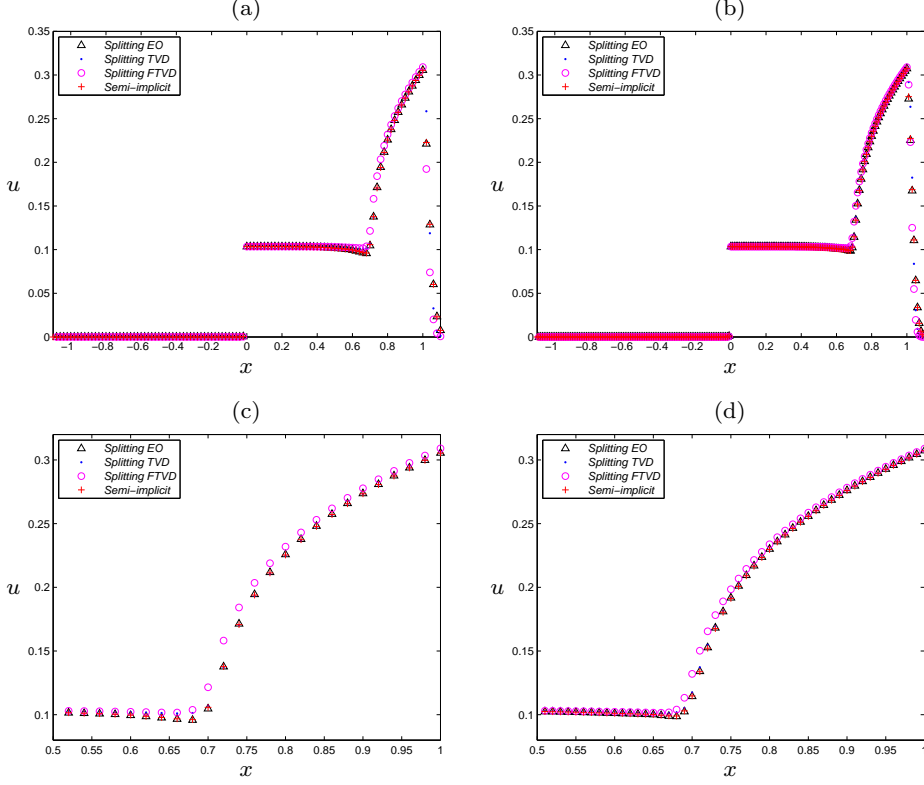 (a)
0.35
0.3
0.25
0.2
0.15
0.1
0.05
0
u
Splitting EO
Splitting TVD
Splitting FTVD
Semi−implicit
−1 −0.8 −0.6 −0.4 −0.2 0 0.2 0.4 0.6 0.8 1
x
(b)
0.35
0.3
0.25
0.2
0.15
0.1
0.05
0
u
Splitting EO
Splitting TVD
Splitting FTVD
Semi−implicit
−1 −0.8 −0.6 −0.4 −0.2 0 0.2 0.4 0.6 0.8 1
x
(c)
0.3
0.2
0.1
u
Splitting EO
Splitting TVD
Splitting FTVD
Semi−implicit
0.5 0.55 0.6 0.65 0.7 0.75 0.8 0.85 0.9 0.95 1
x
(d)
0.3
0.2
0.1
u
Splitting EO
Splitting TVD
Splitting FTVD
Semi−implicit
0.5 0.55 0.6 0.65 0.7 0.75 0.8 0.85 0.9 0.95 1
x